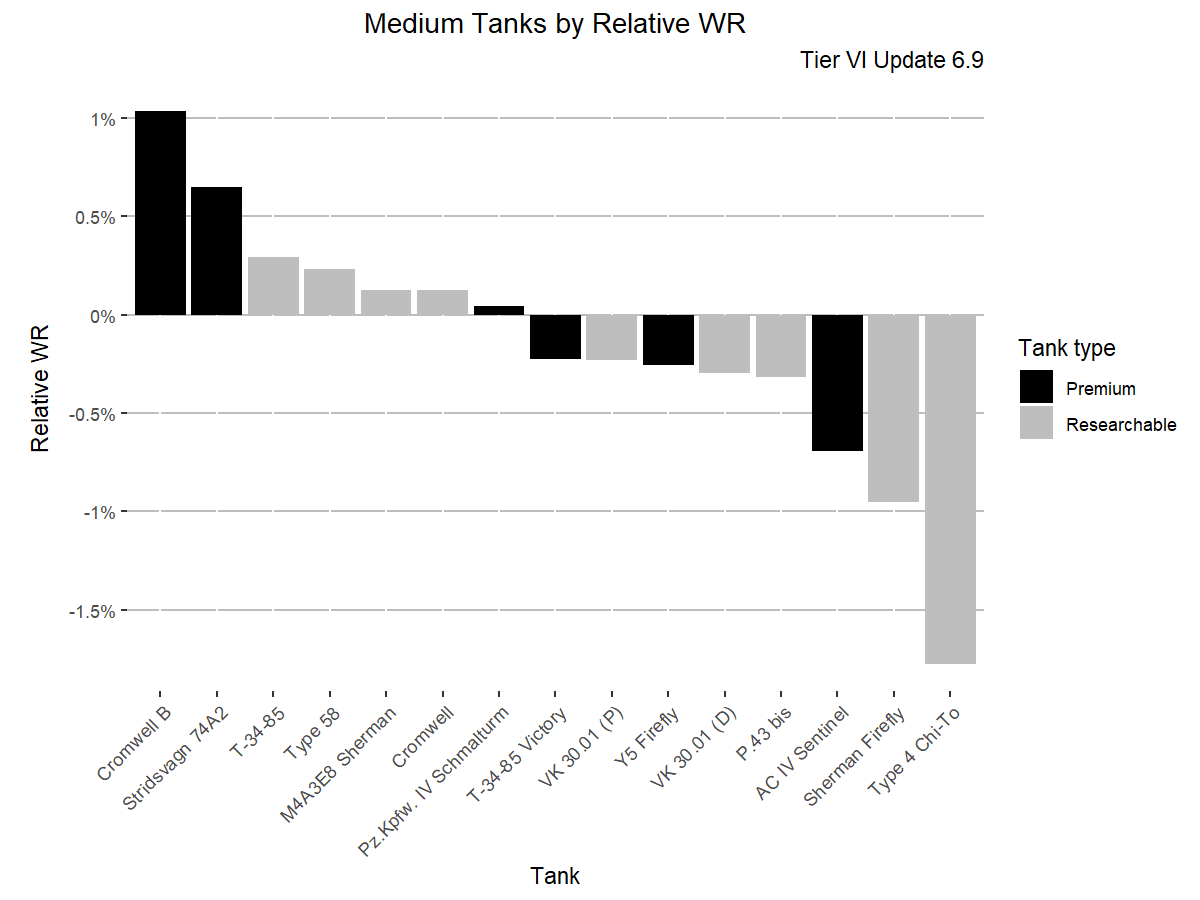 Medium Tanks by Relative WR
Tier VI Update 6.9
1%
0.5%
0%
-0.5%
-1%
-1.5%
Relative WR
Cromwell B
Stridsvagn 74A2
T-34-85
Type 58
M4A3E8 Sherman
Cromwell
Pz.Kpfw. IV Schmalturm
T-34-85 Victory
VK 30.01 (P)
Y5 Firefly
VK 30.01 (D)
P.43 bis
AC IV Sentinel
Sherman Firefly
Type 4 Chi-To
Tank
Tank type
Premium
Researchable